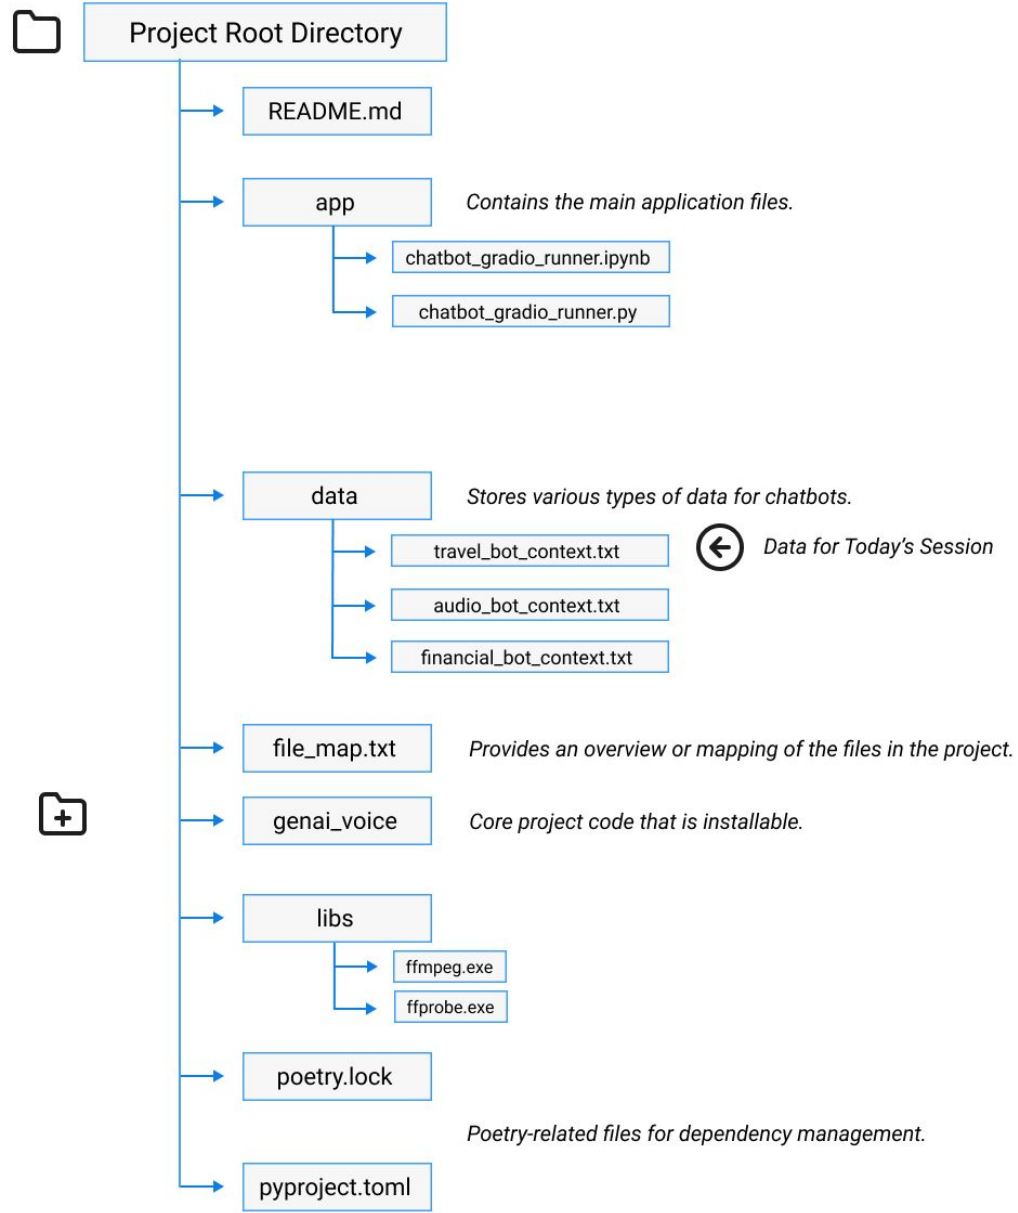 Project Root Directory
README.md
app
Contains the main application files.
chatbot_gradio_runner.ipynb
chatbot_gradio_runner.py
data
Stores various types of data for chatbots.
travel_bot_context.txt
Data for Today's Session
audio_bot_context.txt
financial_bot_context.txt
file_map.txt
Provides an overview or mapping of the files in the project.
genai_voice
Core project code that is installable.
libs
ffmpeg.exe
ffprobe.exe
poetry.lock
Poetry-related files for dependency management.
pyproject.toml